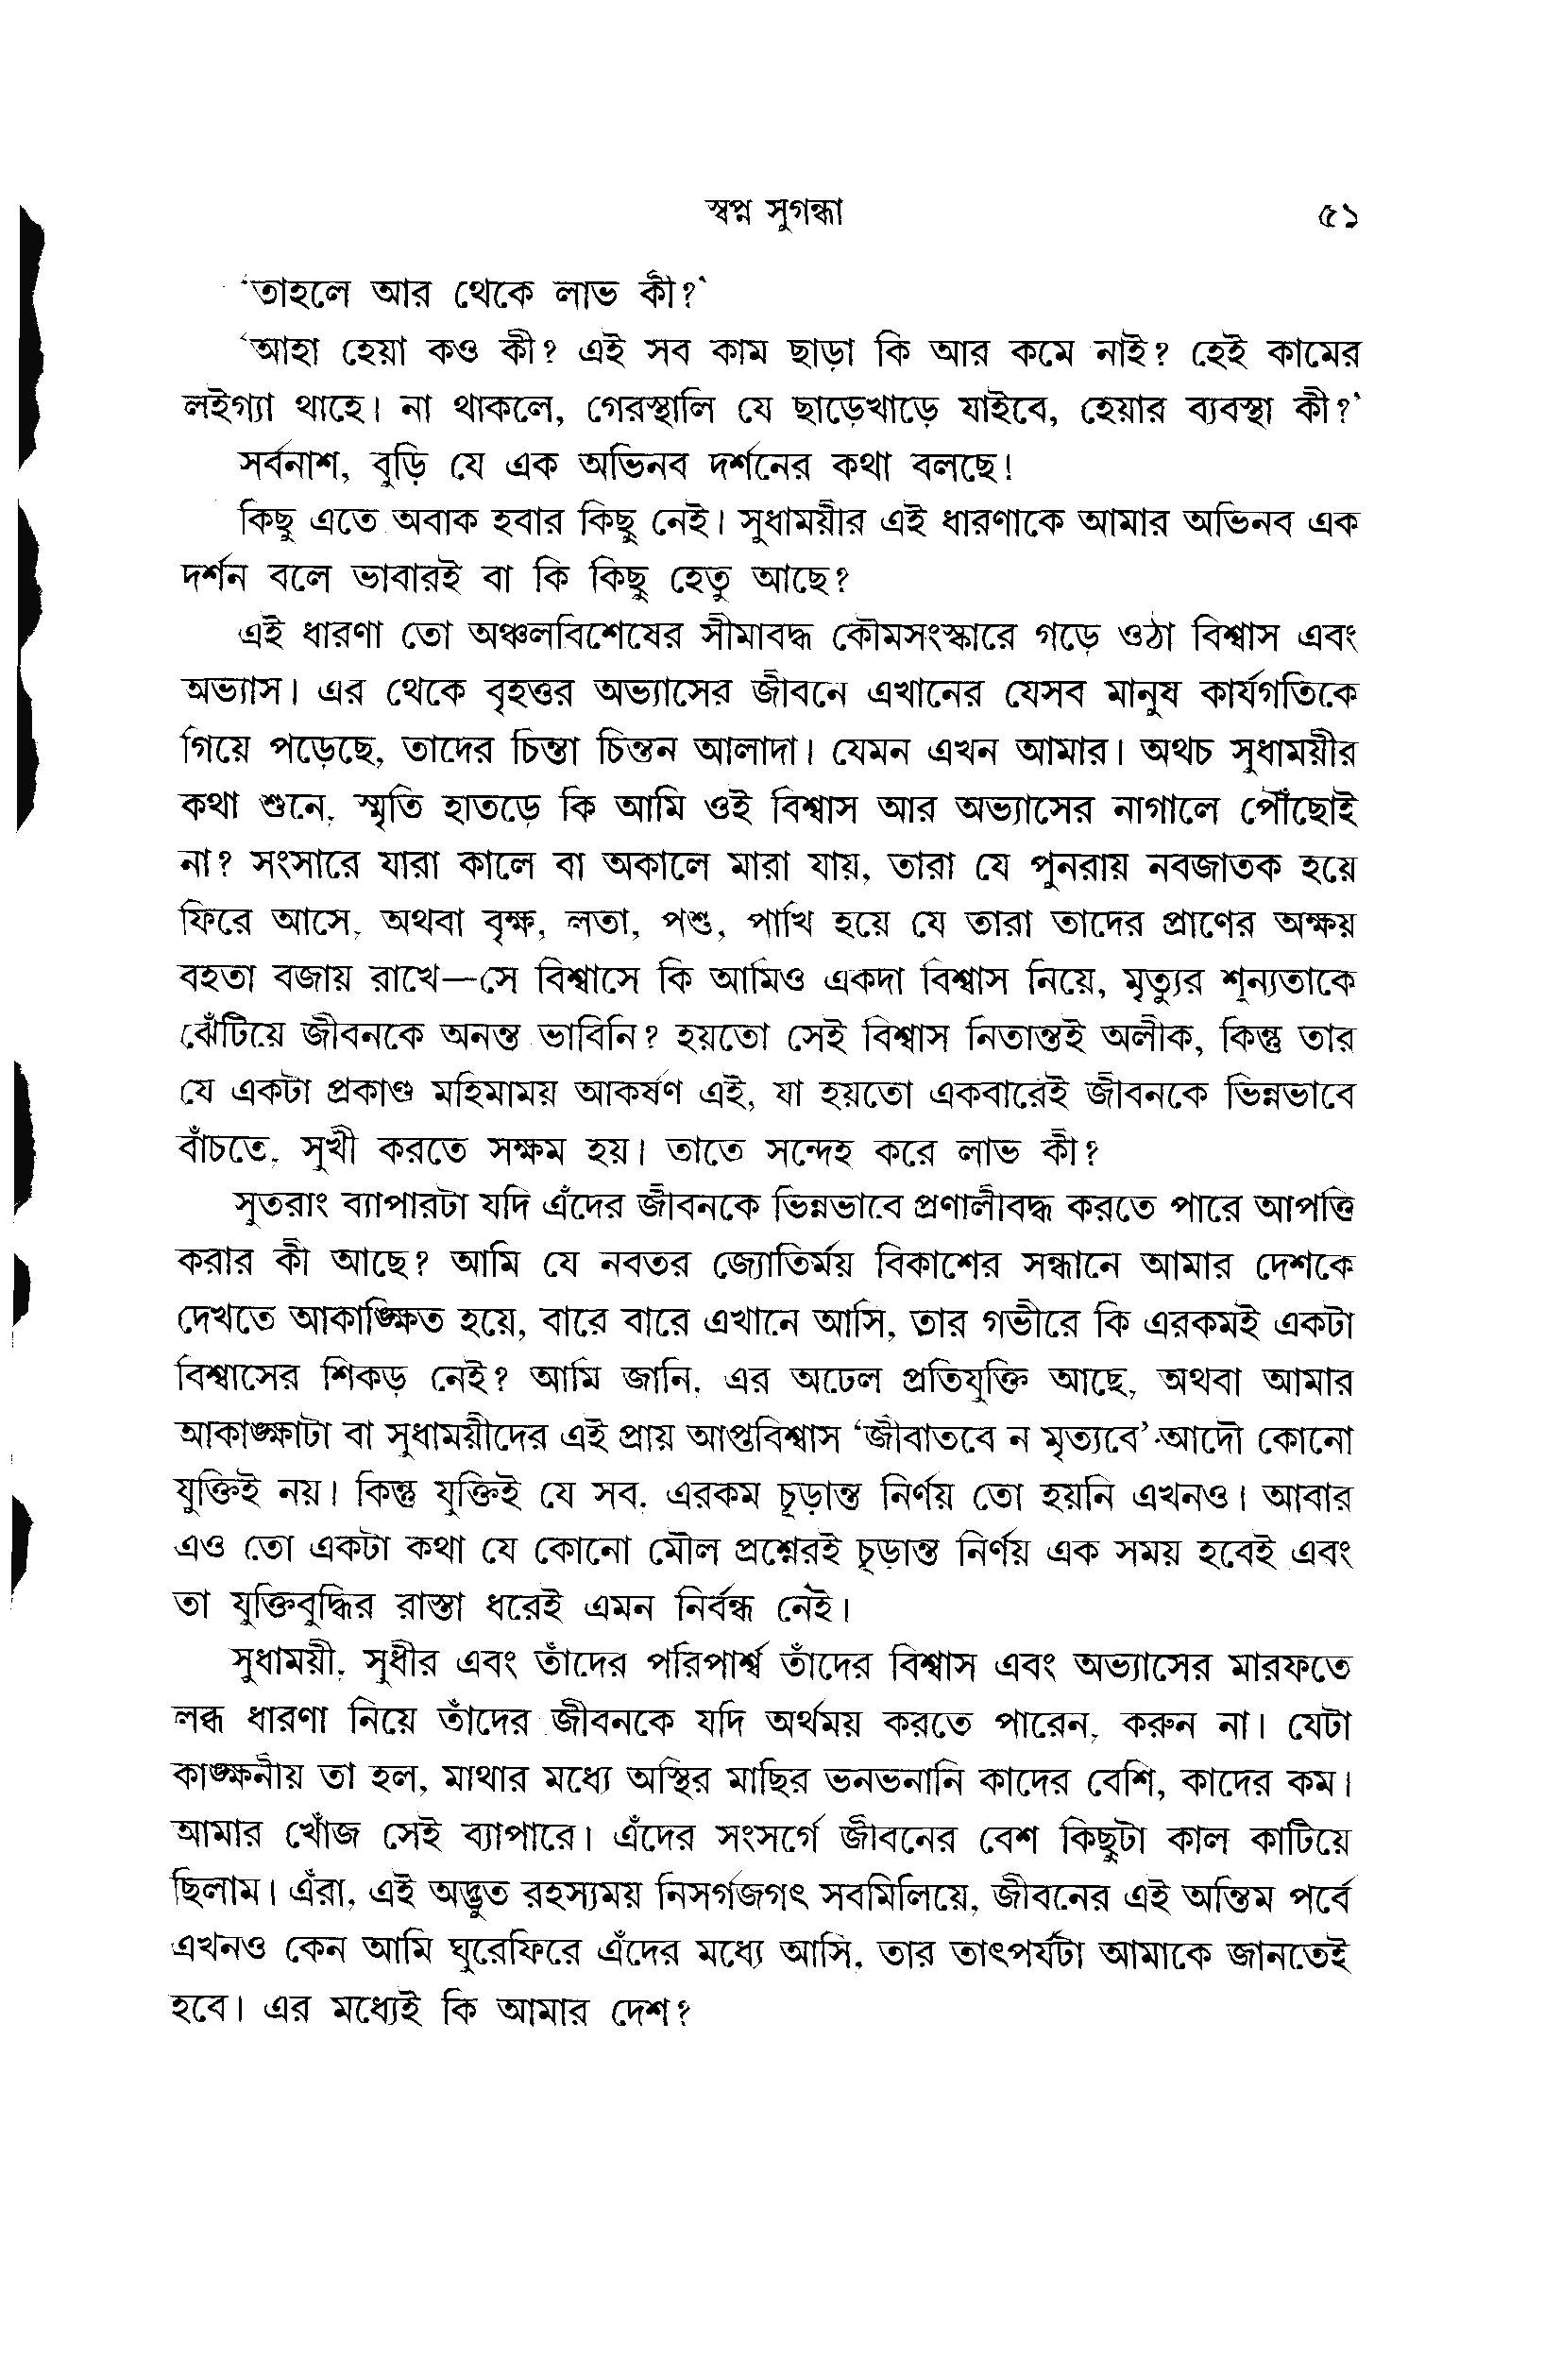 স্বপ্ন সুগন্ধা ৫১
‘তাহলে আর থেকে লাভ কী?’
‘আহা হেয়া কও কী? এই সব কাম ছাড়া কি আর কমে নাই? হেই কামের
লইগ্যা থাহে। না থাকলে, গেরস্থালি যে ছাড়েখাড়ে যাইবে, হেয়ার ব্যবস্থা কী?’
সর্বনাশ, বুড়ি যে এক অভিনব দর্শনের কথা বলছে!
কিছু এতে অবাক হবার কিছু নেই। সুধাময়ীর এই ধারণাকে আমার অভিনব এক
দর্শন বলে ভাবারই বা কি কিছু হেতু আছে?
এই ধারণা তো অঞ্চলবিশেষের সীমাবদ্ধ কৌমসংস্কারে গড়ে ওঠা বিশ্বাস এবং
অভ্যাস। এর থেকে বৃহত্তর অভ্যাসের জীবনে এখানের যেসব মানুষ কার্যগতিকে
গিয়ে পড়েছে, তাদের চিন্তা চিন্তন আলাদা। যেমন এখন আমার। অথচ সুধাময়ীর
কথা শুনে, স্মৃতি হাতড়ে কি আমি ওই বিশ্বাস আর অভ্যাসের নাগালে পৌঁছোই
না? সংসারে যারা কালে বা অকালে মারা যায়, তারা যে পুনরায় নবজাতক হয়ে
ফিরে আসে, অথবা বৃক্ষ, লতা, পশু, পাখি হয়ে যে তারা তাদের প্রাণের অক্ষয়
বহতা বজায় রাখে—সে বিশ্বাসে কি আমিও একদা বিশ্বাস নিয়ে, মৃত্যুর শূন্যতাকে
ঝেঁটিয়ে জীবনকে অনন্ত ভাবিনি? হয়তো সেই বিশ্বাস নিতান্তই অলীক, কিন্তু তার
যে একটা প্রকাণ্ড মহিমাময় আকর্ষণ এই, যা হয়তো একবারেই জীবনকে ভিন্নভাবে
বাঁচতে, সুখী করতে সক্ষম হয়। তাতে সন্দেহ করে লাভ কী?
সুতরাং ব্যাপারটা যদি এঁদের জীবনকে ভিন্নভাবে প্রণালীবদ্ধ করতে পারে আপত্তি
করার কী আছে? আমি যে নবতর জ্যোতির্ময় বিকাশের সন্ধানে আমার দেশকে
দেখতে আকাঙ্ক্ষিত হয়ে, বারে বারে এখানে আসি, তার গভীরে কি এরকমই একটা
বিশ্বাসের শিকড় নেই? আমি জানি, এর অঢেল প্রতিযুক্তি আছে, অথবা আমার
আকাঙ্ক্ষাটা বা সুধাময়ীদের এই প্রায় আপ্তবিশ্বাস ‘জীবাতবে ন মৃত্যবে’ আদৌ কোনো
যুক্তিই নয়। কিন্তু যুক্তিই যে সব, এরকম চূড়ান্ত নির্ণয় তো হয়নি এখনও। আবার
এও তো একটা কথা যে কোনো মৌল প্রশ্নেরই চূড়ান্ত নির্ণয় এক সময় হবেই এবং
তা যুক্তিবুদ্ধির রাস্তা ধরেই এমন নির্বন্ধ নেই।
সুধাময়ী, সুধীর এবং তাঁদের পরিপার্শ্ব তাঁদের বিশ্বাস এবং অভ্যাসের মারফতে
লব্ধ ধারণা নিয়ে তাঁদের জীবনকে যদি অর্থময় করতে পারেন, করুন না। যেটা
কাঙ্ক্ষনীয় তা হল, মাথার মধ্যে অস্থির মাছির ভনভনানি কাদের বেশি, কাদের কম।
আমার খোঁজ সেই ব্যাপারে। এঁদের সংসর্গে জীবনের বেশ কিছুটা কাল কাটিয়ে
ছিলাম। এঁরা, এই অদ্ভুত রহস্যময় নিসর্গজগৎ সবমিলিয়ে, জীবনের এই অন্তিম পর্বে
এখনও কেন আমি ঘুরেফিরে এঁদের মধ্যে আসি, তার তাৎপর্যটা আমাকে জানতেই
হবে। এর মধ্যেই কি আমার দেশ?